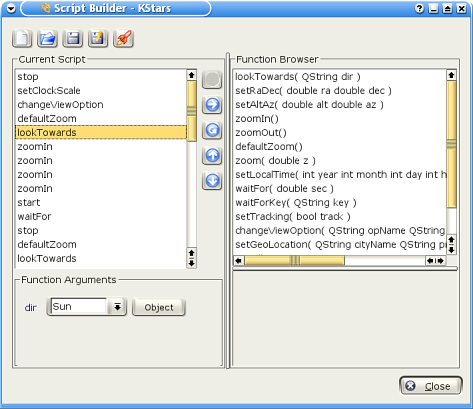 Script Builder - KStars
Current Script
stop
setClockScale
changeViewOption
defaultZoom
lookTowards
zoomIn
zoomIn
zoomIn
zoomIn
start
waitFor
stop
defaultZoom
lookTowards
Function Browser
lookTowards( QString dir )
setRaDec( double ra double dec )
setAltAz( double alt double az )
zoomIn()
zoomOut()
defaultZoom()
zoom( double z )
setLocalTime( int year int month int day int h
waitFor( double sec )
waitForKey( QString key )
setTracking( bool track )
changeViewOption( QString opName QString
setGeoLocation( QString cityName QString pr
Function Arguments
dir Sun Object
Close